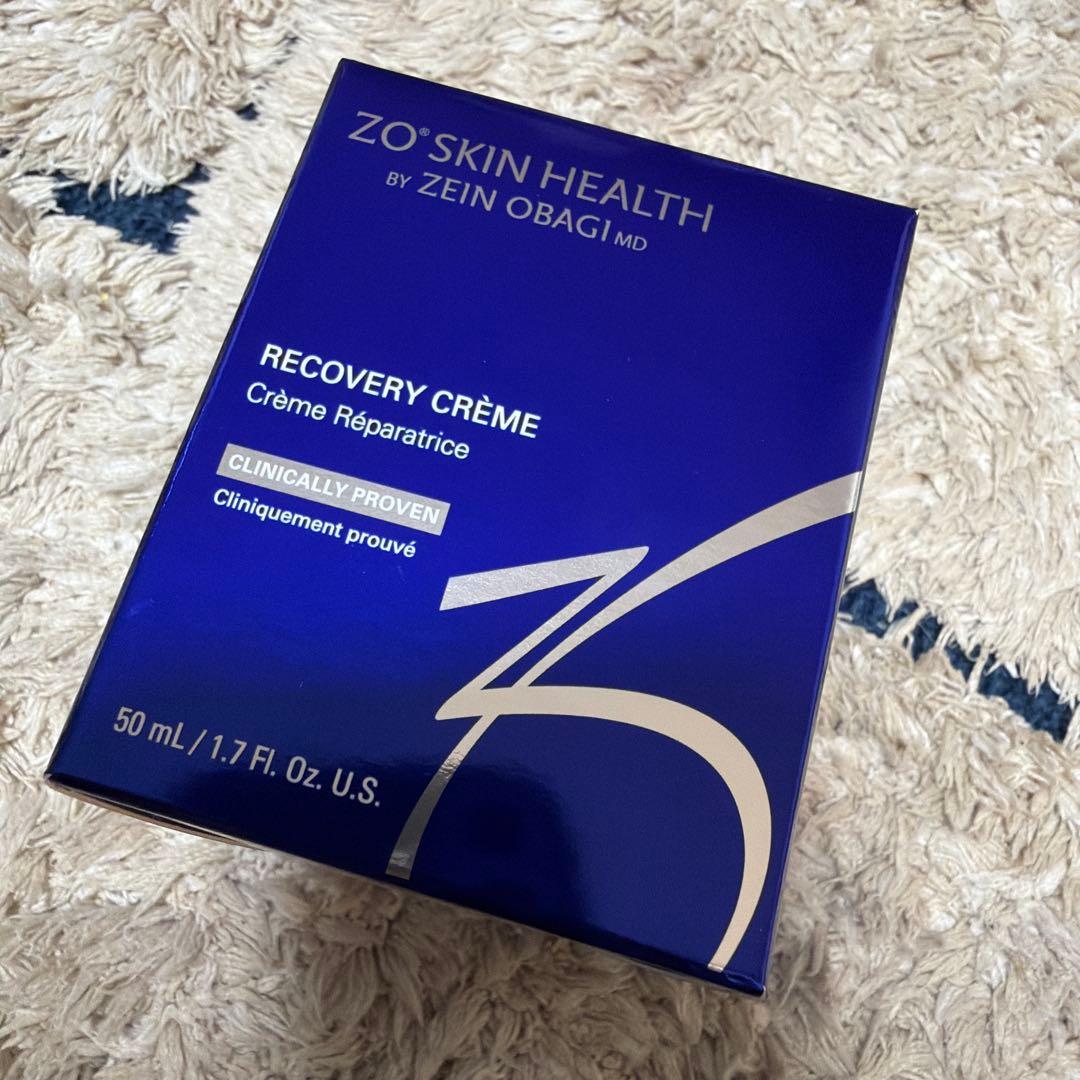 ZO® SKIN HEALTH
BY ZEIN OBAGI MD
RECOVERY CRÈME
Crème Réparatrice
CLINICALLY PROVEN
Cliniquement prouvé
50 mL / 1.7 Fl. Oz. U.S.